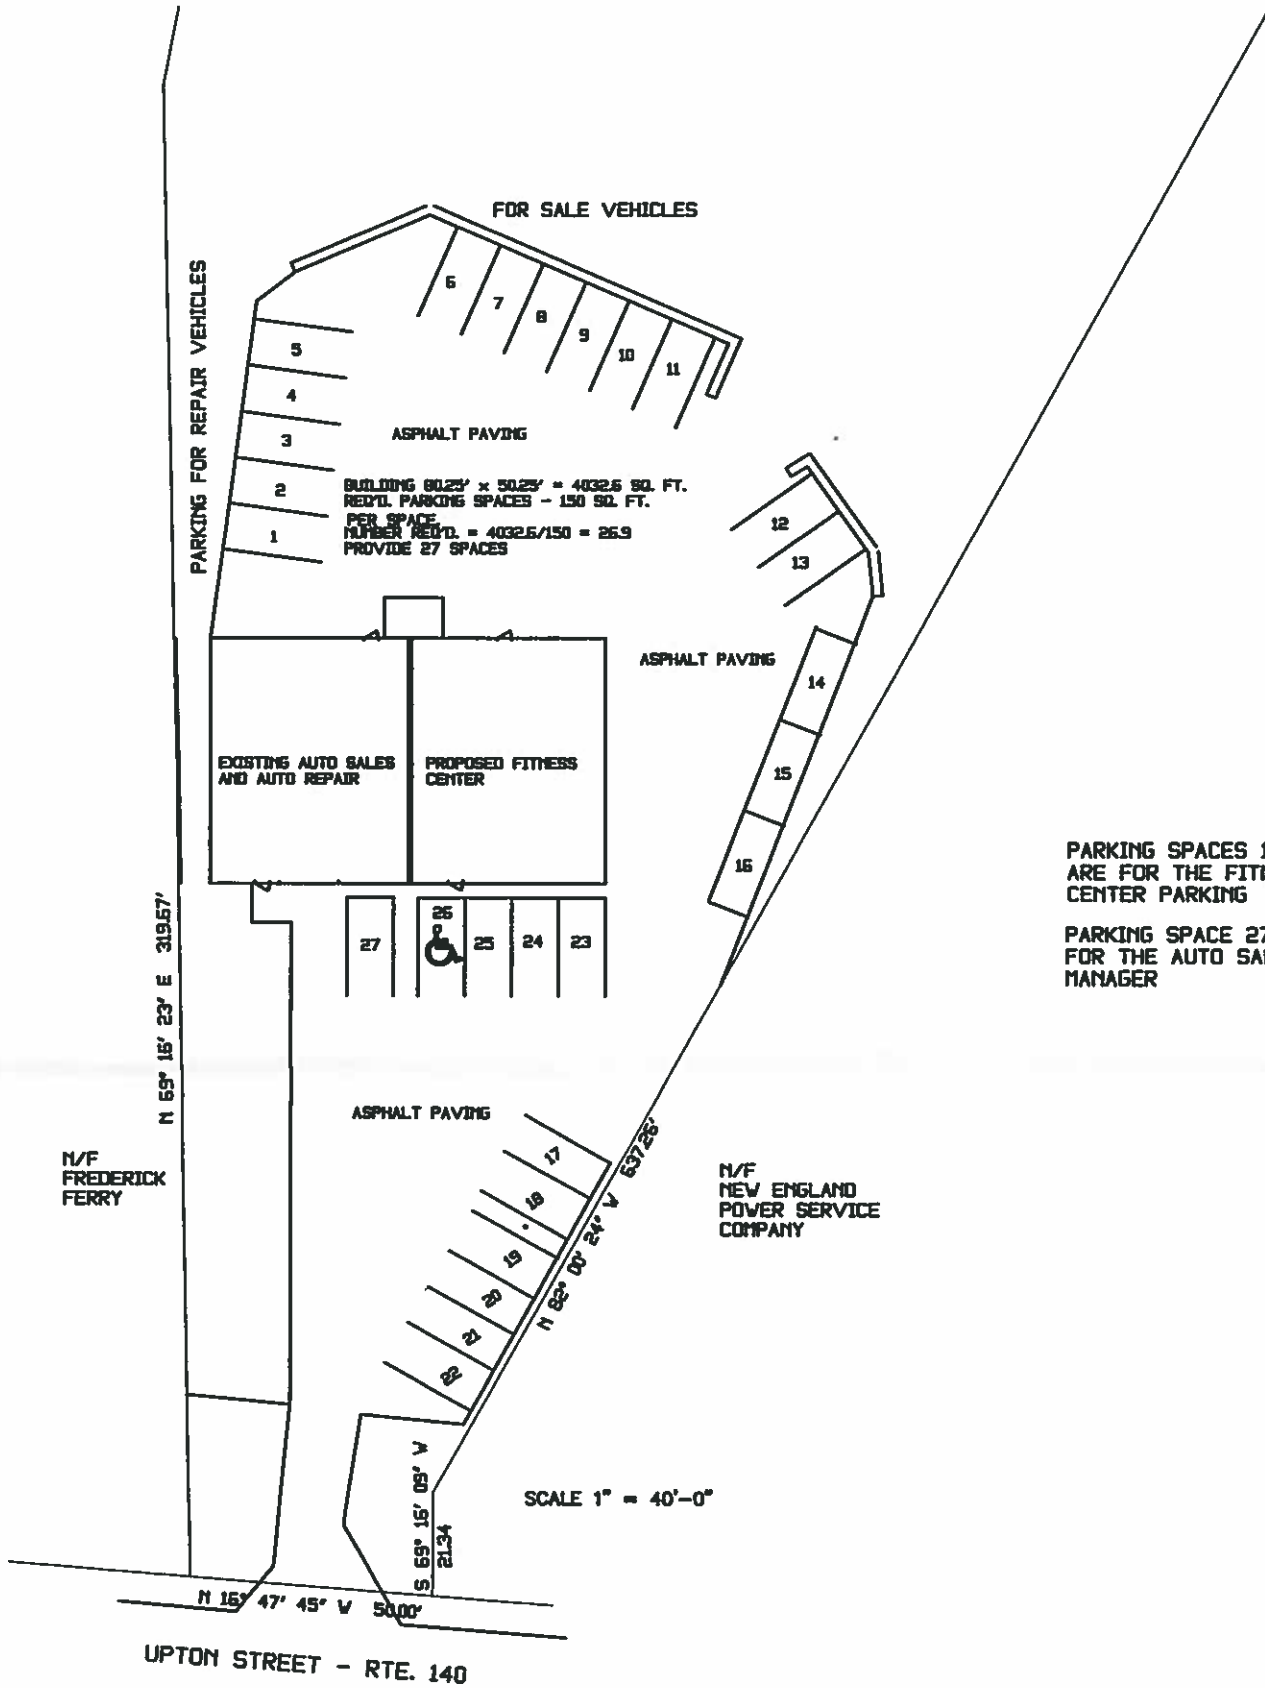 FOR SALE VEHICLES
PARKING FOR REPAIR VEHICLES
6
7
8
9
10
11
5
4
3
2
1
ASPHALT PAVING
BUILDING 80.25' x 50.25' = 4032.6 SQ. FT.
REQ'D. PARKING SPACES - 150 SQ. FT.
PER SPACE.
NUMBER REQ'D. = 4032.6/150 = 26.9
PROVIDE 27 SPACES
12
13
ASPHALT PAVING
14
15
16
EXISTING AUTO SALES
AND AUTO REPAIR
PROPOSED FITNESS
CENTER
PARKING SPACES 1
ARE FOR THE FIT
CENTER PARKING
PARKING SPACE 27
FOR THE AUTO SA
MANAGER
27
26
25
24
23
N 69° 16' 23" E 319.67'
ASPHALT PAVING
N/F
FREDERICK
FERRY
17
18
19
20
21
22
N 82° 00' 24" W 637.26'
N/F
NEW ENGLAND
POWER SERVICE
COMPANY
SCALE 1" = 40'-0"
S 69° 16' 09" W
21.34
N 16° 47' 45" W 50.00'
UPTON STREET - RTE. 140